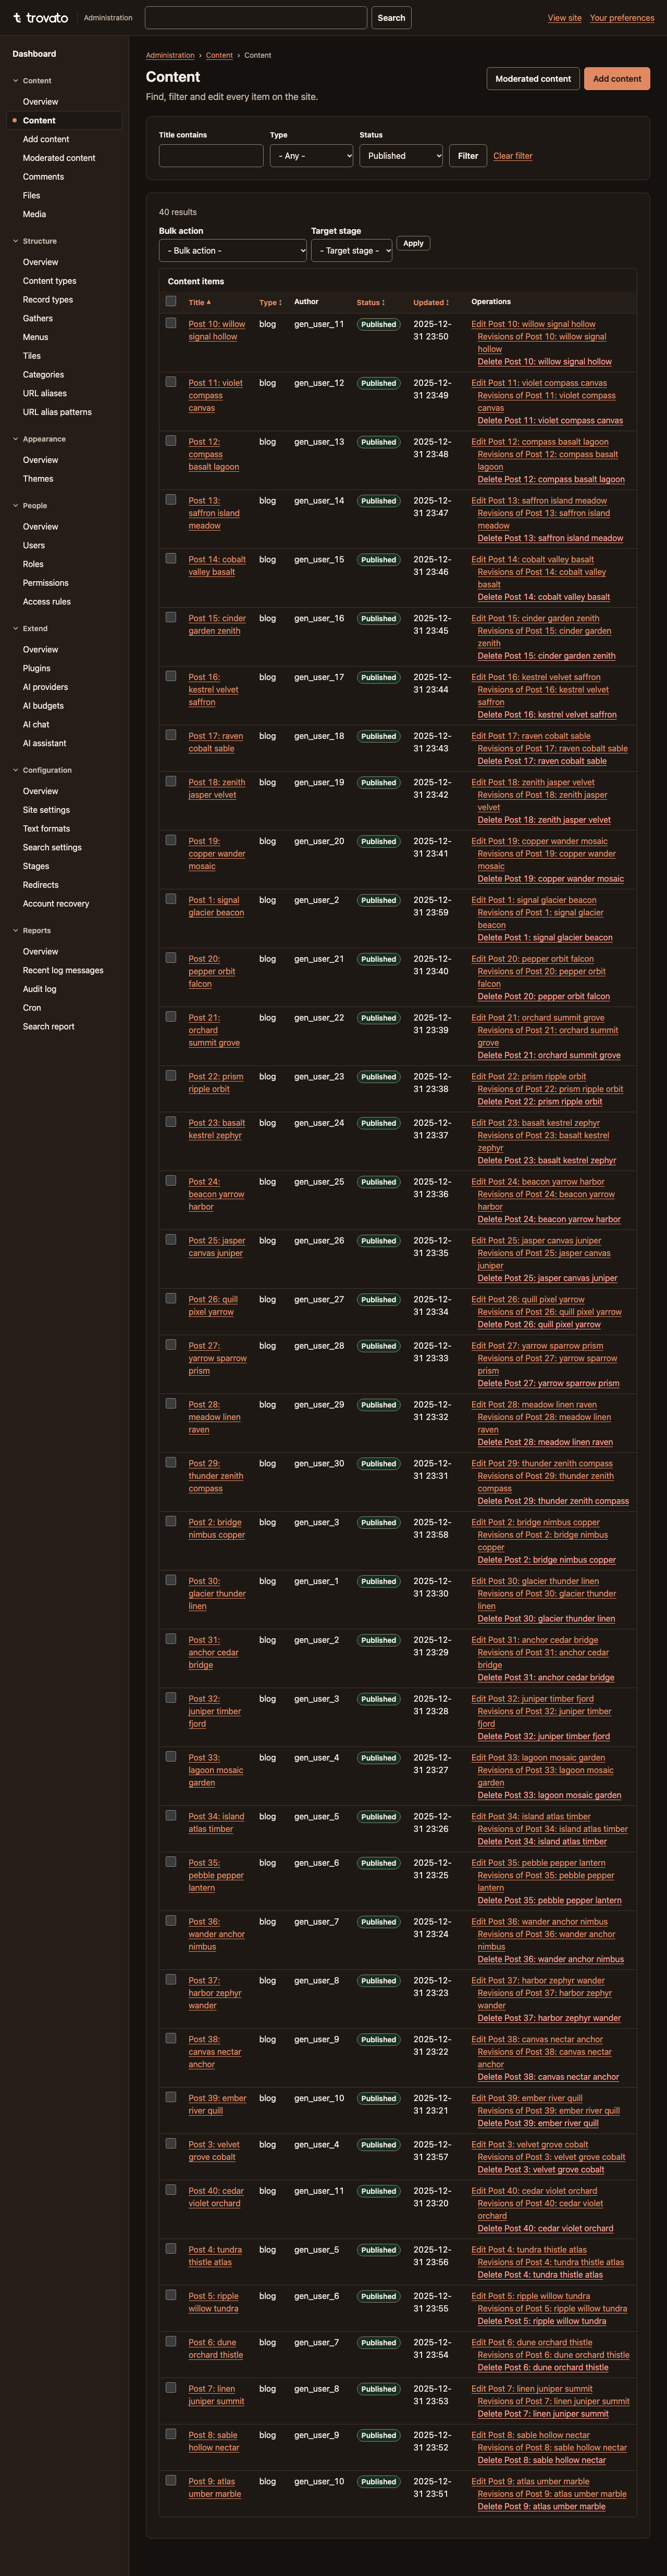 trovato
Administration
Search
View site
Your preferences
Dashboard
Content
Overview
Content
Add content
Moderated content
Comments
Files
Media
Structure
Overview
Content types
Record types
Gathers
Menus
Tiles
Categories
URL aliases
URL alias patterns
Appearance
Overview
Themes
People
Overview
Users
Roles
Permissions
Access rules
Extend
Overview
Plugins
AI providers
AI budgets
AI chat
AI assistant
Configuration
Overview
Site settings
Text formats
Search settings
Stages
Redirects
Account recovery
Reports
Overview
Recent log messages
Audit log
Cron
Search report
Administration › Content › Content
Content
Find, filter and edit every item on the site.
Moderated content
Add content
Title contains
Type
- Any -
Status
Published
Filter
Clear filter
40 results
Bulk action
- Bulk action -
Target stage
- Target stage -
Apply
Content items
Title Type Author Status Updated Operations
Post 10: willow blog gen_user_11 Published 2025-12- Edit Post 10: willow signal hollow
signal hollow 31 23:50 Revisions of Post 10: willow signal
hollow
Delete Post 10: willow signal hollow
Post 11: violet blog gen_user_12 Published 2025-12- Edit Post 11: violet compass canvas
compass 31 23:49 Revisions of Post 11: violet compass
canvas canvas
Delete Post 11: violet compass canvas
Post 12: blog gen_user_13 Published 2025-12- Edit Post 12: compass basalt lagoon
compass 31 23:48 Revisions of Post 12: compass basalt
basalt lagoon lagoon
Delete Post 12: compass basalt lagoon
Post 13: blog gen_user_14 Published 2025-12- Edit Post 13: saffron island meadow
saffron island 31 23:47 Revisions of Post 13: saffron island
meadow meadow
Delete Post 13: saffron island meadow
Post 14: cobalt blog gen_user_15 Published 2025-12- Edit Post 14: cobalt valley basalt
valley basalt 31 23:46 Revisions of Post 14: cobalt valley
basalt
Delete Post 14: cobalt valley basalt
Post 15: cinder blog gen_user_16 Published 2025-12- Edit Post 15: cinder garden zenith
garden zenith 31 23:45 Revisions of Post 15: cinder garden
zenith
Delete Post 15: cinder garden zenith
Post 16: blog gen_user_17 Published 2025-12- Edit Post 16: kestrel velvet saffron
kestrel velvet 31 23:44 Revisions of Post 16: kestrel velvet
saffron saffron
Delete Post 16: kestrel velvet saffron
Post 17: raven blog gen_user_18 Published 2025-12- Edit Post 17: raven cobalt sable
cobalt sable 31 23:43 Revisions of Post 17: raven cobalt sable
Delete Post 17: raven cobalt sable
Post 18: zenith blog gen_user_19 Published 2025-12- Edit Post 18: zenith jasper velvet
jasper velvet 31 23:42 Revisions of Post 18: zenith jasper
velvet
Delete Post 18: zenith jasper velvet
Post 19: blog gen_user_20 Published 2025-12- Edit Post 19: copper wander mosaic
copper wander 31 23:41 Revisions of Post 19: copper wander
mosaic mosaic
Delete Post 19: copper wander mosaic
Post 1: signal blog gen_user_2 Published 2025-12- Edit Post 1: signal glacier beacon
glacier beacon 31 23:59 Revisions of Post 1: signal glacier
beacon
Delete Post 1: signal glacier beacon
Post 20: blog gen_user_21 Published 2025-12- Edit Post 20: pepper orbit falcon
pepper orbit 31 23:40 Revisions of Post 20: pepper orbit
falcon falcon
Delete Post 20: pepper orbit falcon
Post 21: blog gen_user_22 Published 2025-12- Edit Post 21: orchard summit grove
orchard 31 23:39 Revisions of Post 21: orchard summit
summit grove grove
Delete Post 21: orchard summit grove
Post 22: prism blog gen_user_23 Published 2025-12- Edit Post 22: prism ripple orbit
ripple orbit 31 23:38 Revisions of Post 22: prism ripple orbit
Delete Post 22: prism ripple orbit
Post 23: basalt blog gen_user_24 Published 2025-12- Edit Post 23: basalt kestrel zephyr
kestrel zephyr 31 23:37 Revisions of Post 23: basalt kestrel
zephyr
Delete Post 23: basalt kestrel zephyr
Post 24: blog gen_user_25 Published 2025-12- Edit Post 24: beacon yarrow harbor
beacon yarrow 31 23:36 Revisions of Post 24: beacon yarrow
harbor harbor
Delete Post 24: beacon yarrow harbor
Post 25: jasper blog gen_user_26 Published 2025-12- Edit Post 25: jasper canvas juniper
canvas juniper 31 23:35 Revisions of Post 25: jasper canvas
juniper
Delete Post 25: jasper canvas juniper
Post 26: quill blog gen_user_27 Published 2025-12- Edit Post 26: quill pixel yarrow
pixel yarrow 31 23:34 Revisions of Post 26: quill pixel yarrow
Delete Post 26: quill pixel yarrow
Post 27: blog gen_user_28 Published 2025-12- Edit Post 27: yarrow sparrow prism
yarrow sparrow 31 23:33 Revisions of Post 27: yarrow sparrow
prism prism
Delete Post 27: yarrow sparrow prism
Post 28: blog gen_user_29 Published 2025-12- Edit Post 28: meadow linen raven
meadow linen 31 23:32 Revisions of Post 28: meadow linen
raven raven
Delete Post 28: meadow linen raven
Post 29: blog gen_user_30 Published 2025-12- Edit Post 29: thunder zenith compass
thunder zenith 31 23:31 Revisions of Post 29: thunder zenith
compass compass
Delete Post 29: thunder zenith compass
Post 2: bridge blog gen_user_3 Published 2025-12- Edit Post 2: bridge nimbus copper
nimbus copper 31 23:58 Revisions of Post 2: bridge nimbus
copper
Delete Post 2: bridge nimbus copper
Post 30: blog gen_user_1 Published 2025-12- Edit Post 30: glacier thunder linen
glacier thunder 31 23:30 Revisions of Post 30: glacier thunder
linen linen
Delete Post 30: glacier thunder linen
Post 31: blog gen_user_2 Published 2025-12- Edit Post 31: anchor cedar bridge
anchor cedar 31 23:29 Revisions of Post 31: anchor cedar
bridge bridge
Delete Post 31: anchor cedar bridge
Post 32: blog gen_user_3 Published 2025-12- Edit Post 32: juniper timber fjord
juniper timber 31 23:28 Revisions of Post 32: juniper timber
fjord fjord
Delete Post 32: juniper timber fjord
Post 33: blog gen_user_4 Published 2025-12- Edit Post 33: lagoon mosaic garden
lagoon mosaic 31 23:27 Revisions of Post 33: lagoon mosaic
garden garden
Delete Post 33: lagoon mosaic garden
Post 34: island blog gen_user_5 Published 2025-12- Edit Post 34: island atlas timber
atlas timber 31 23:26 Revisions of Post 34: island atlas timber
Delete Post 34: island atlas timber
Post 35: blog gen_user_6 Published 2025-12- Edit Post 35: pebble pepper lantern
pebble pepper 31 23:25 Revisions of Post 35: pebble pepper
lantern lantern
Delete Post 35: pebble pepper lantern
Post 36: blog gen_user_7 Published 2025-12- Edit Post 36: wander anchor nimbus
wander anchor 31 23:24 Revisions of Post 36: wander anchor
nimbus nimbus
Delete Post 36: wander anchor nimbus
Post 37: blog gen_user_8 Published 2025-12- Edit Post 37: harbor zephyr wander
harbor zephyr 31 23:23 Revisions of Post 37: harbor zephyr
wander wander
Delete Post 37: harbor zephyr wander
Post 38: blog gen_user_9 Published 2025-12- Edit Post 38: canvas nectar anchor
canvas nectar 31 23:22 Revisions of Post 38: canvas nectar
anchor anchor
Delete Post 38: canvas nectar anchor
Post 39: ember blog gen_user_10 Published 2025-12- Edit Post 39: ember river quill
river quill 31 23:21 Revisions of Post 39: ember river quill
Delete Post 39: ember river quill
Post 3: velvet blog gen_user_4 Published 2025-12- Edit Post 3: velvet grove cobalt
grove cobalt 31 23:57 Revisions of Post 3: velvet grove cobalt
Delete Post 3: velvet grove cobalt
Post 40: cedar blog gen_user_11 Published 2025-12- Edit Post 40: cedar violet orchard
violet orchard 31 23:20 Revisions of Post 40: cedar violet
orchard
Delete Post 40: cedar violet orchard
Post 4: tundra blog gen_user_5 Published 2025-12- Edit Post 4: tundra thistle atlas
thistle atlas 31 23:56 Revisions of Post 4: tundra thistle atlas
Delete Post 4: tundra thistle atlas
Post 5: ripple blog gen_user_6 Published 2025-12- Edit Post 5: ripple willow tundra
willow tundra 31 23:55 Revisions of Post 5: ripple willow tundra
Delete Post 5: ripple willow tundra
Post 6: dune blog gen_user_7 Published 2025-12- Edit Post 6: dune orchard thistle
orchard thistle 31 23:54 Revisions of Post 6: dune orchard thistle
Delete Post 6: dune orchard thistle
Post 7: linen blog gen_user_8 Published 2025-12- Edit Post 7: linen juniper summit
juniper summit 31 23:53 Revisions of Post 7: linen juniper summit
Delete Post 7: linen juniper summit
Post 8: sable blog gen_user_9 Published 2025-12- Edit Post 8: sable hollow nectar
hollow nectar 31 23:52 Revisions of Post 8: sable hollow nectar
Delete Post 8: sable hollow nectar
Post 9: atlas blog gen_user_10 Published 2025-12- Edit Post 9: atlas umber marble
umber marble 31 23:51 Revisions of Post 9: atlas umber marble
Delete Post 9: atlas umber marble